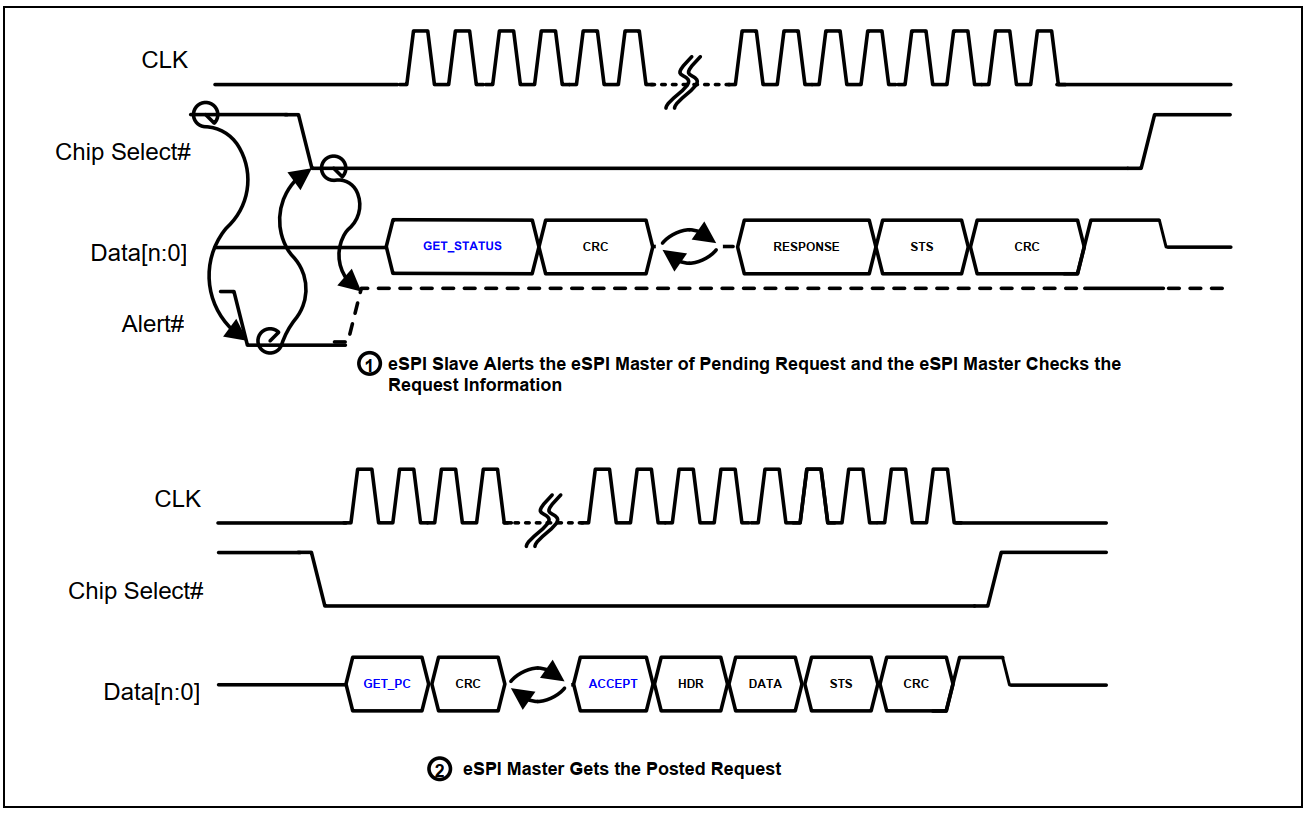 CLK
Chip Select#
Data[n:0]
GET_STATUS
CRC
RESPONSE
STS
CRC
Alert#
1 eSPI Slave Alerts the eSPI Master of Pending Request and the eSPI Master Checks the
Request Information
CLK
Chip Select#
Data[n:0]
GET_PC
CRC
ACCEPT
HDR
DATA
STS
CRC
2 eSPI Master Gets the Posted Request